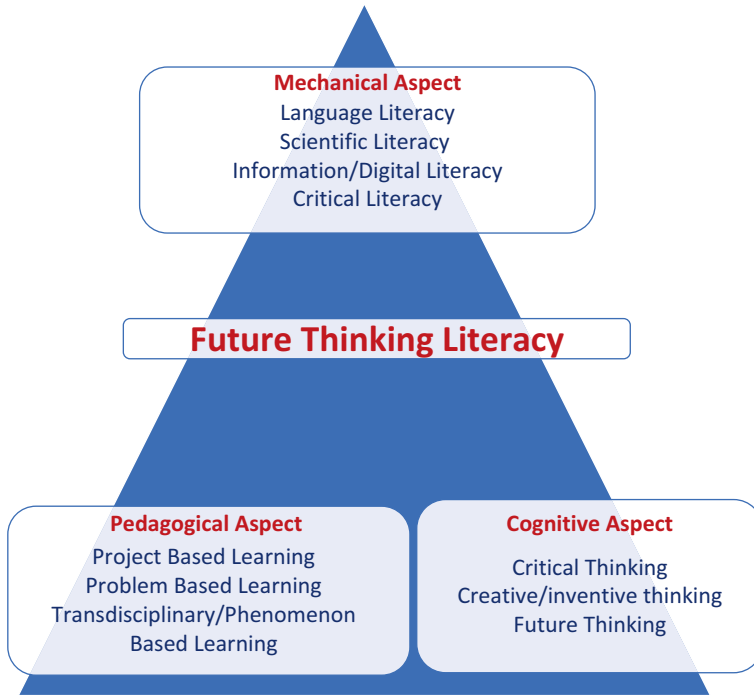 Mechanical Aspect
Language Literacy
Scientific Literacy
Information/Digital Literacy
Critical Literacy
Future Thinking Literacy
Pedagogical Aspect
Project Based Learning
Problem Based Learning
Transdisciplinary/Phenomenon
Based Learning
Cognitive Aspect
Critical Thinking
Creative/inventive thinking
Future Thinking